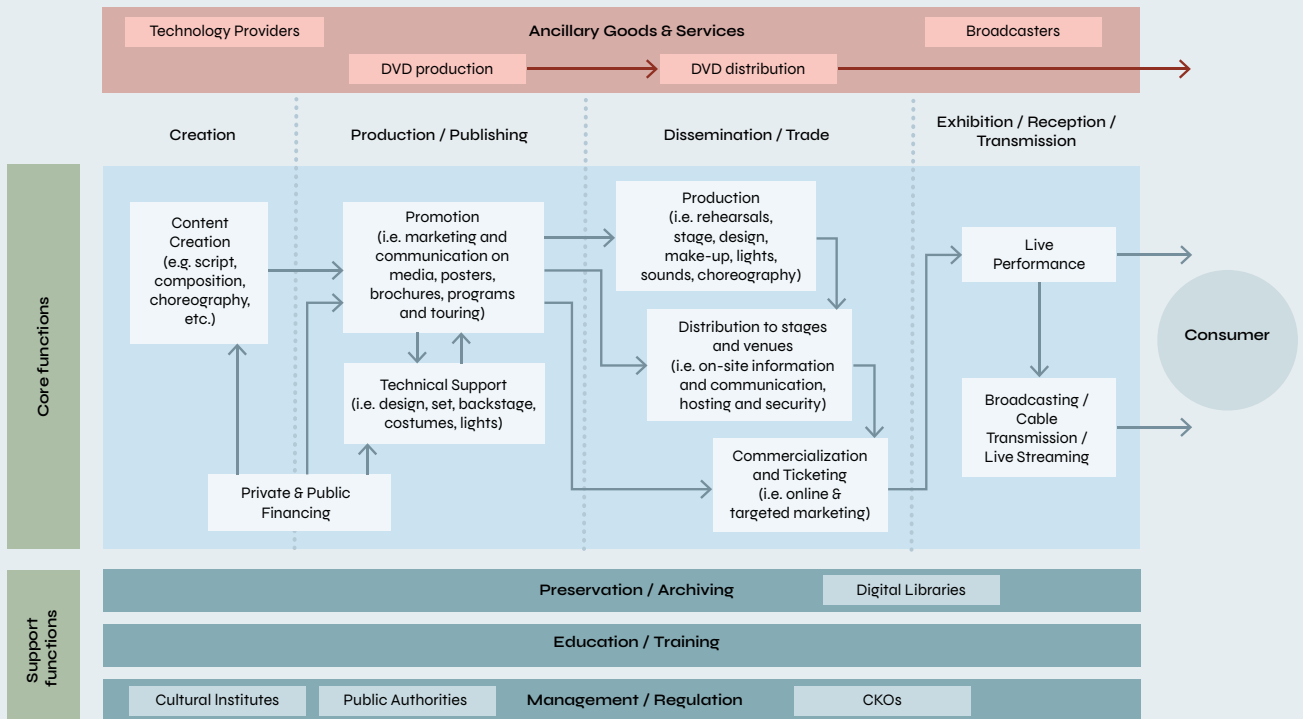 Technology Providers
Ancillary Goods & Services
Broadcasters
DVD production
DVD distribution
Creation
Production / Publishing
Dissemination / Trade
Exhibition / Reception /
Transmission
Core functions
Content
Creation
(e.g. script,
composition,
choreography,
etc.)
Promotion
(i.e. marketing and
communication on
media, posters,
brochures, programs
and touring)
Technical Support
(i.e. design, set, backstage,
costumes, lights)
Private & Public
Financing
Production
(i.e. rehearsals,
stage, design,
make-up, lights,
sounds, choreography)
Distribution to stages
and venues
(i.e. on-site information
and communication,
hosting and security)
Commercialization
and Ticketing
(i.e. online &
targeted marketing)
Live
Performance
Broadcasting /
Cable
Transmission /
Live Streaming
Consumer
Support
functions
Preservation / Archiving
Digital Libraries
Education / Training
Cultural Institutes
Public Authorities
Management / Regulation
CKOs